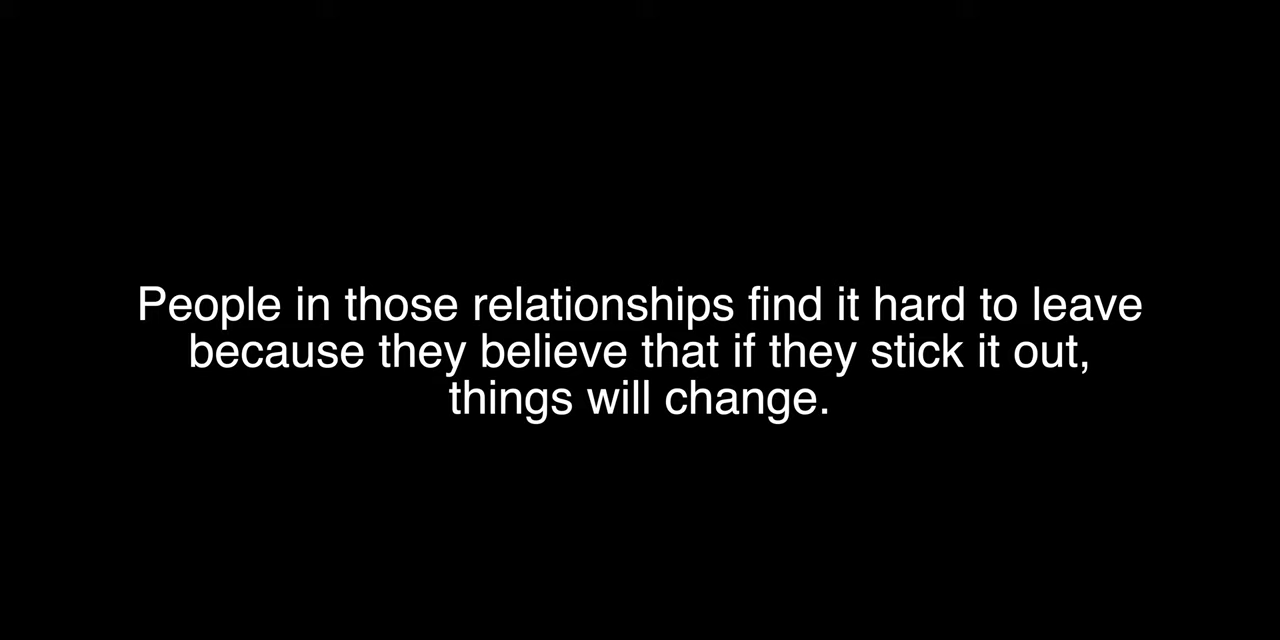 People in those relationships find it hard to leave
because they believe that if they stick it out,
things will change.